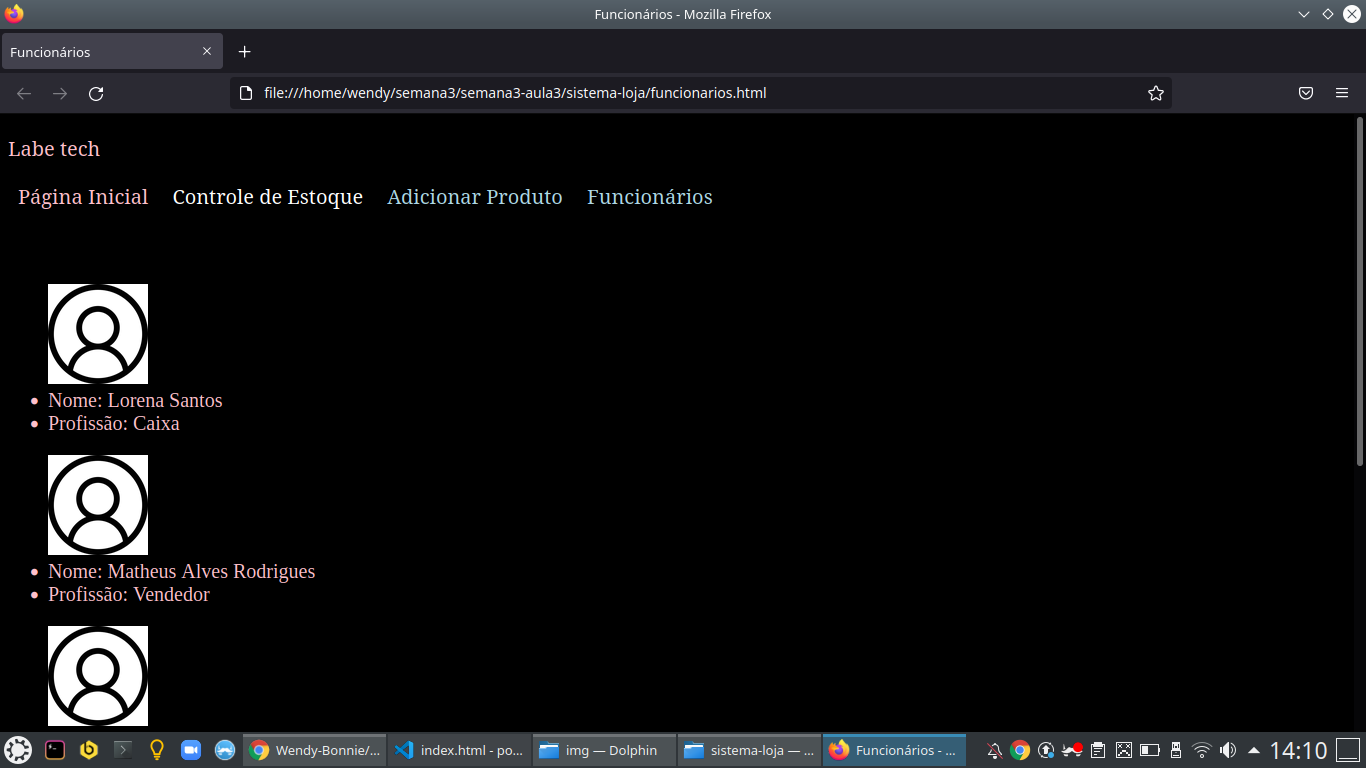 Funcionários - Mozilla Firefox
Funcionários
file:///home/wendy/semana3/semana3-aula3/sistema-loja/funcionarios.html
Labe tech
Página Inicial Controle de Estoque Adicionar Produto Funcionários
Nome: Lorena Santos
Profissão: Caixa
Nome: Matheus Alves Rodrigues
Profissão: Vendedor
Wendy-Bonnie/... index.html - po... img — Dolphin sistema-loja — ... Funcionários - ... 14:10